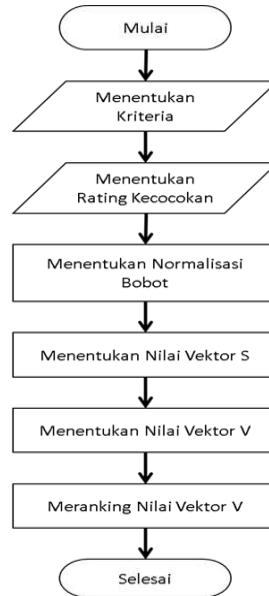 Mulai
Menentukan
Kriteria
Menentukan
Rating Kecocokan
Menentukan Normalisasi
Bobot
Menentukan Nilai Vektor S
Menentukan Nilai Vektor V
Meranking Nilai Vektor V
Selesai